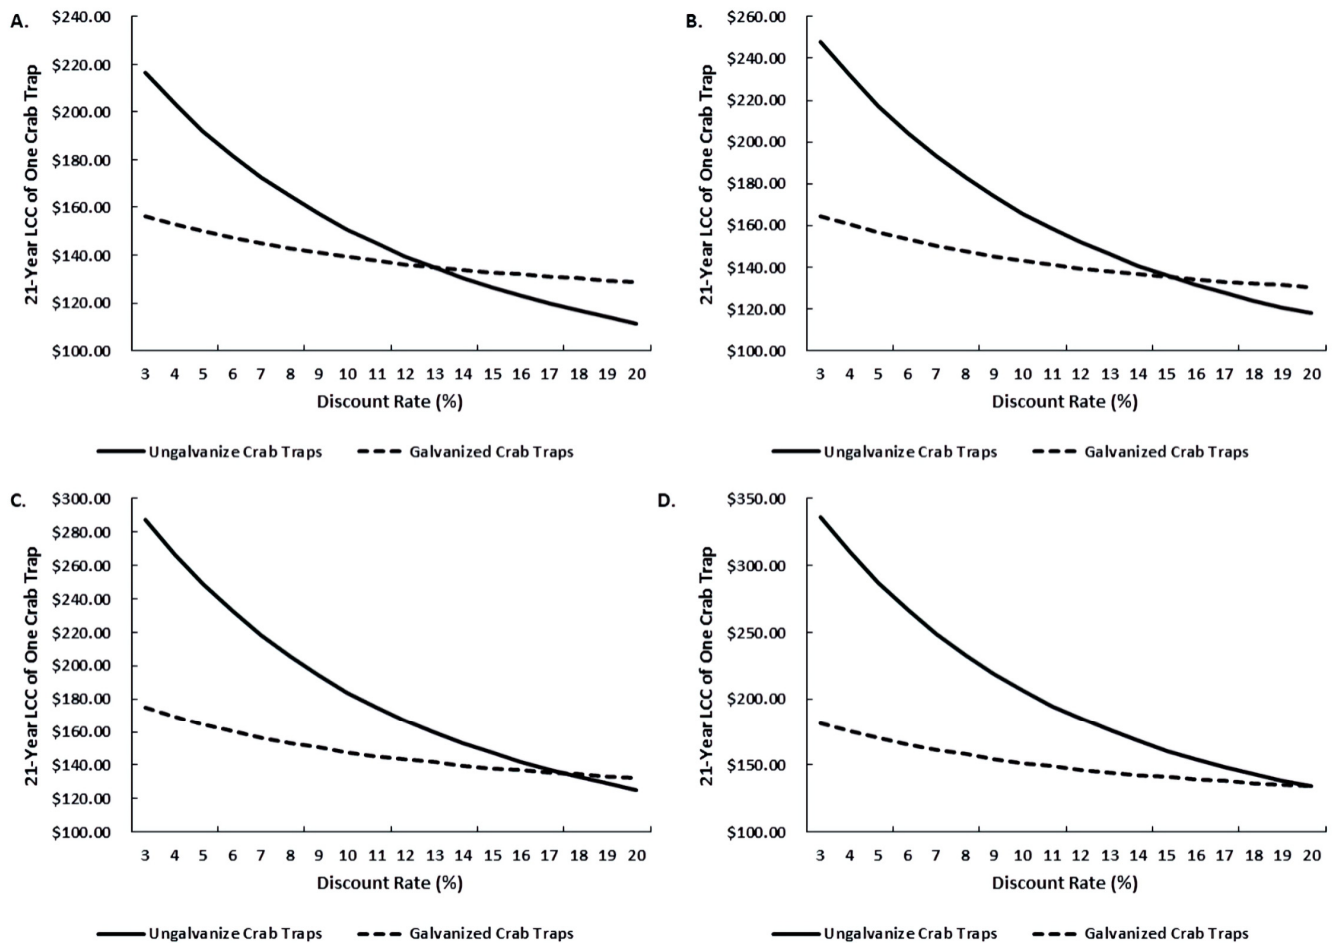 A.
21-Year LCC of One Crab Trap
$240.00
$220.00
$200.00
$180.00
$160.00
$140.00
$120.00
$100.00
3 4 5 6 7 8 9 10 11 12 13 14 15 16 17 18 19 20
Discount Rate (%)
Ungalvanize Crab Traps Galvanized Crab Traps
B.
21-Year LCC of One Crab Trap
$260.00
$240.00
$220.00
$200.00
$180.00
$160.00
$140.00
$120.00
$100.00
3 4 5 6 7 8 9 10 11 12 13 14 15 16 17 18 19 20
Discount Rate (%)
Ungalvanize Crab Traps Galvanized Crab Traps
C.
21-Year LCC of One Crab Trap
$300.00
$280.00
$260.00
$240.00
$220.00
$200.00
$180.00
$160.00
$140.00
$120.00
$100.00
3 4 5 6 7 8 9 10 11 12 13 14 15 16 17 18 19 20
Discount Rate (%)
Ungalvanize Crab Traps Galvanized Crab Traps
D.
21-Year LCC of One Crab Trap
$350.00
$300.00
$250.00
$200.00
$150.00
$100.00
3 4 5 6 7 8 9 10 11 12 13 14 15 16 17 18 19 20
Discount Rate (%)
Ungalvanize Crab Traps Galvanized Crab Traps